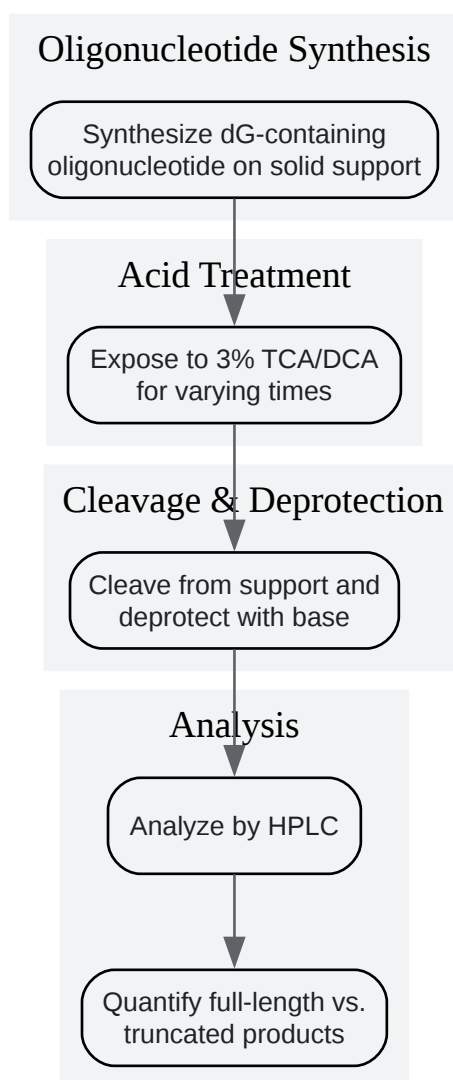 Oligonucleotide Synthesis
Synthesize dG-containing
oligonucleotide on solid support
Acid Treatment
Expose to 3% TCA/DCA
for varying times
Cleavage & Deprotection
Cleave from support and
deprotect with base
Analysis
Analyze by HPLC
Quantify full-length vs.
truncated products